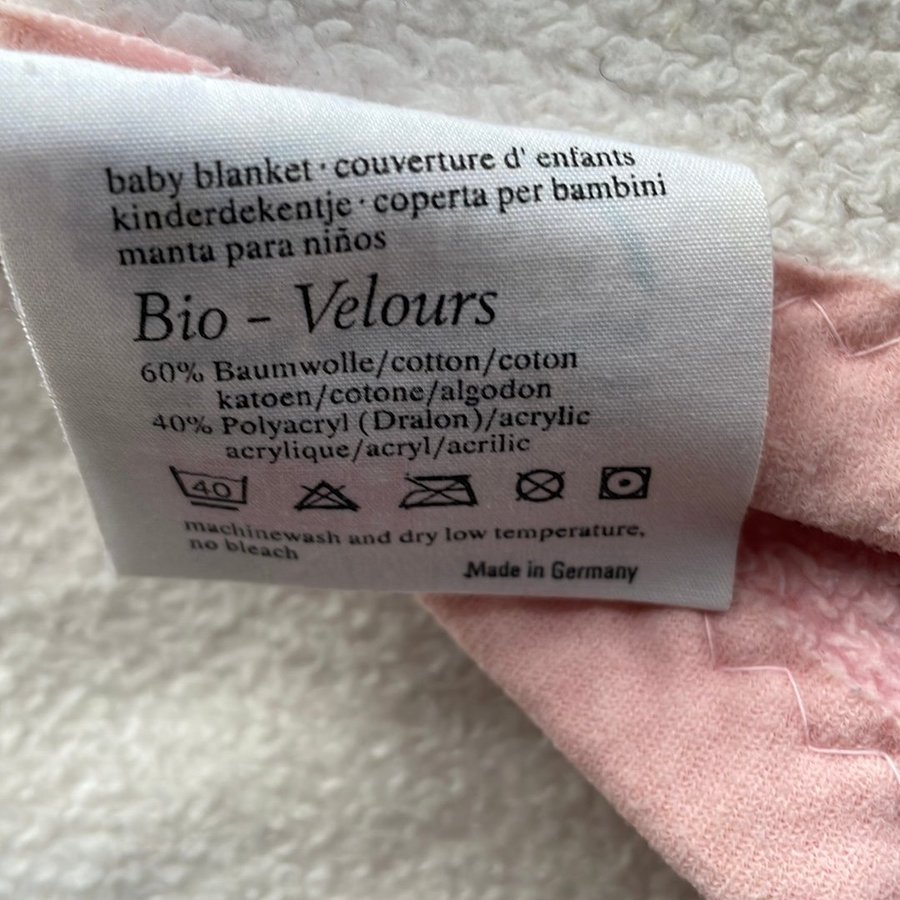 baby blanket · couverture d' enfants
kinderdekentje · coperta per bambini
manta para niños
Bio - Velours
60% Baumwolle/cotton/coton
katoen/cotone/algodon
40% Polyacryl (Dralon)/acrylic
acrylique/acryl/acrilic
40
machinewash and dry low temperature,
no bleach
Made in Germany